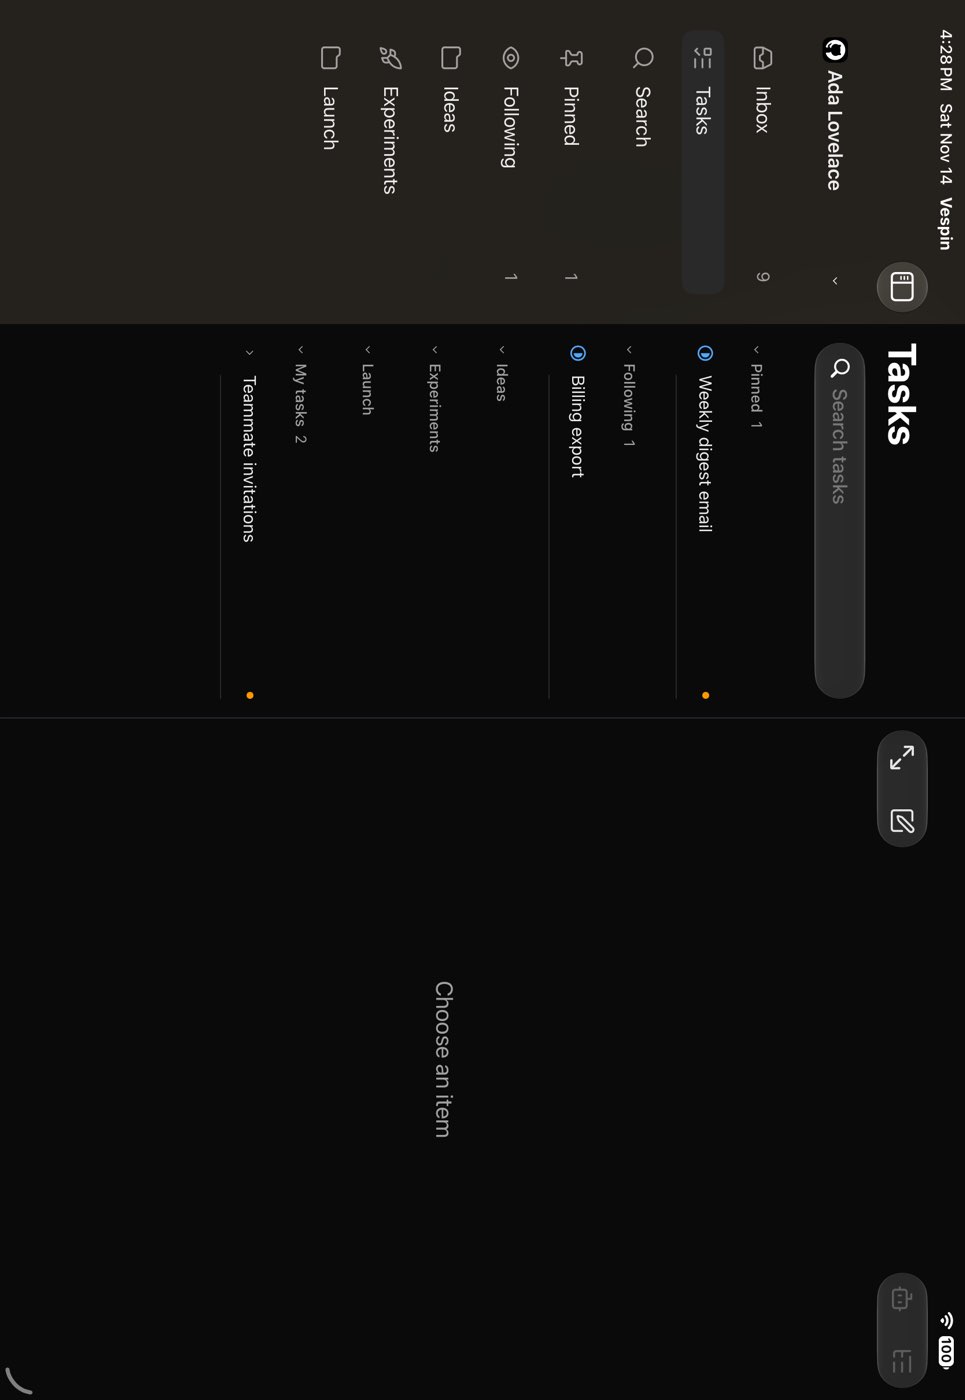 4:28 PM Sat Nov 14 Vespin
100
Ada Lovelace
Inbox 9
Tasks
Search
Pinned 1
Following 1
Ideas
Experiments
Launch
Tasks
Search tasks
Pinned 1
Weekly digest email
Following 1
Billing export
Ideas
Experiments
Launch
My tasks 2
Teammate invitations
Choose an item